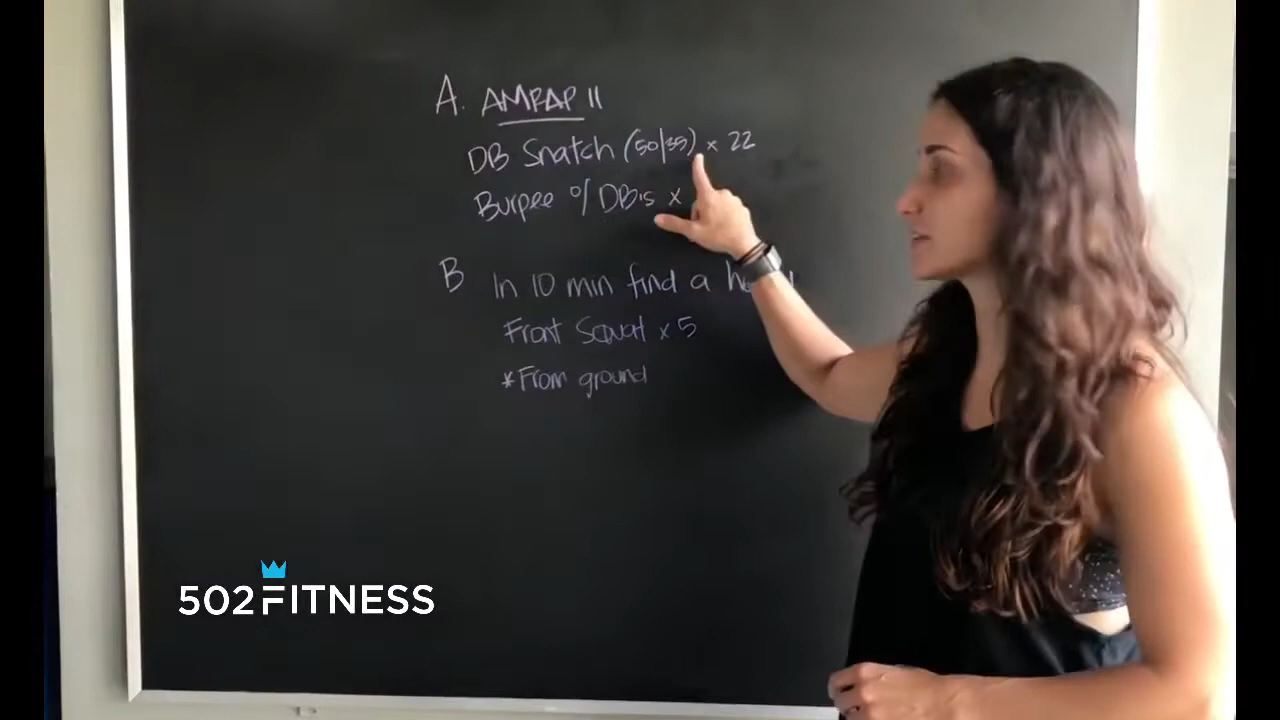 A. AMRAP 11
DB Snatch (50/35) x 22
Burpee o/ DB's x
B In 10 min find a
Front Squat x 5
*From ground
502FITNESS